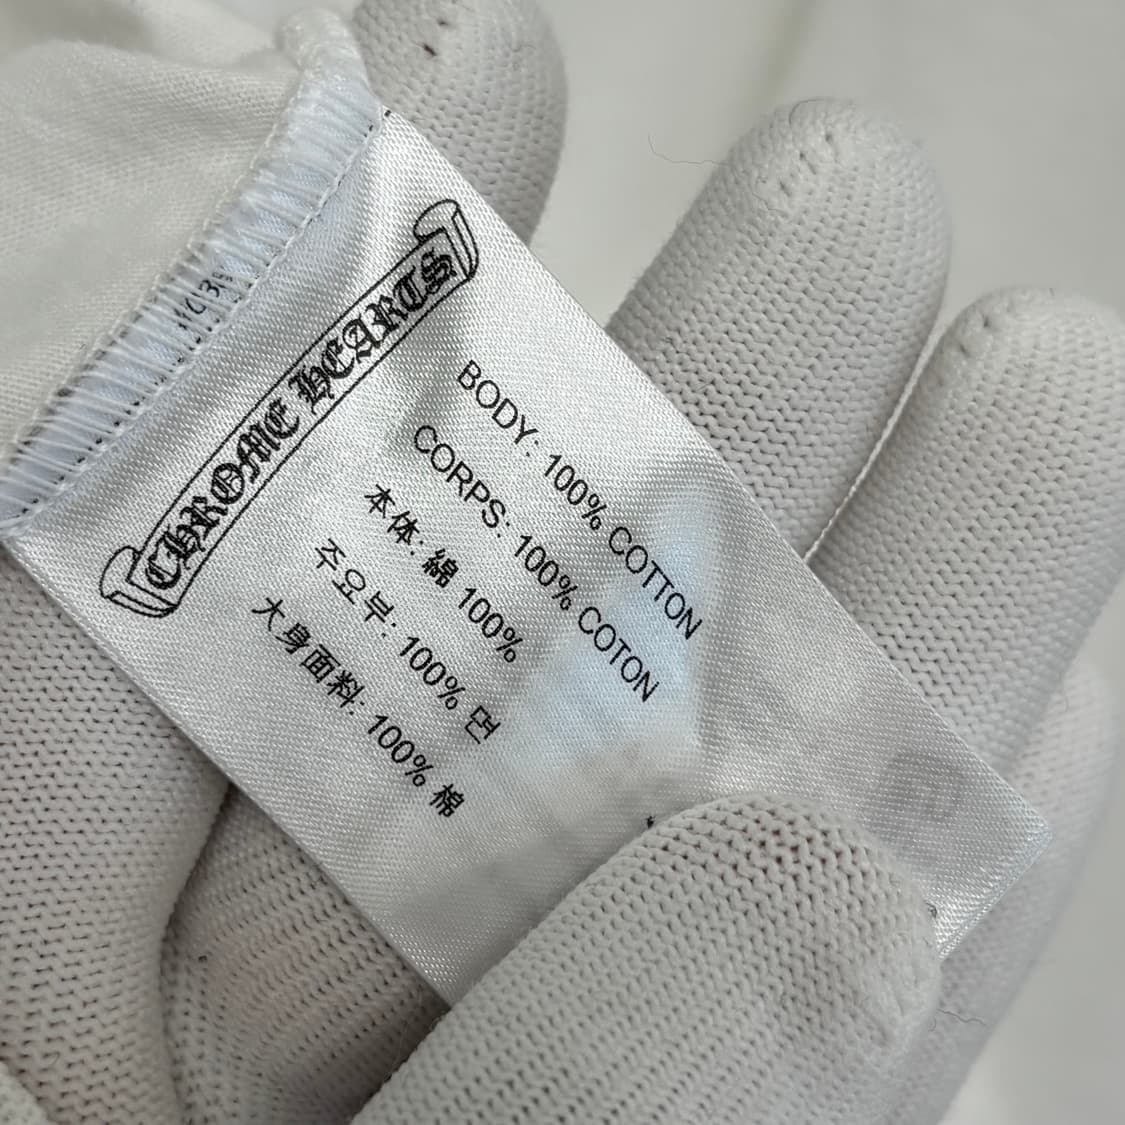 CHROME HEARTS
BODY: 100% COTTON
CORPS: 100% COTON
本体: 綿 100%
주요부: 100% 면
大身面料: 100% 棉